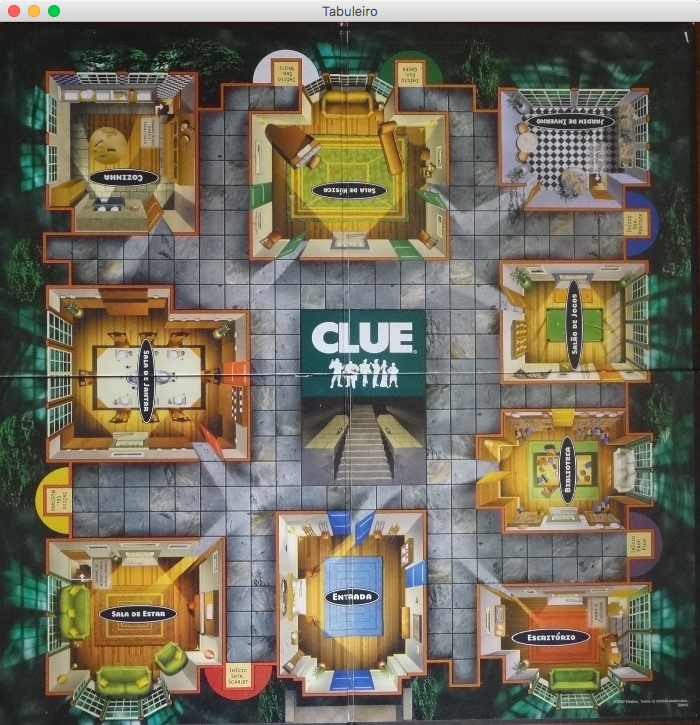 Tabuleiro
INÍCIO
SRA.
WHITE
INÍCIO
REV.
GREEN
JARDIM DE INVERNO
COZINHA
SALA DE MÚSICA
INÍCIO
SRA.
PEACOCK
SALÃO DE JOGOS
CLUE
SALA DE JANTAR
BIBLIOTECA
INÍCIO
CEL.
MUSTARD
INÍCIO
PROF.
PLUM
SALA DE ESTAR
ENTRADA
ESCRITÓRIO
INÍCIO
SRTA.
SCARLET